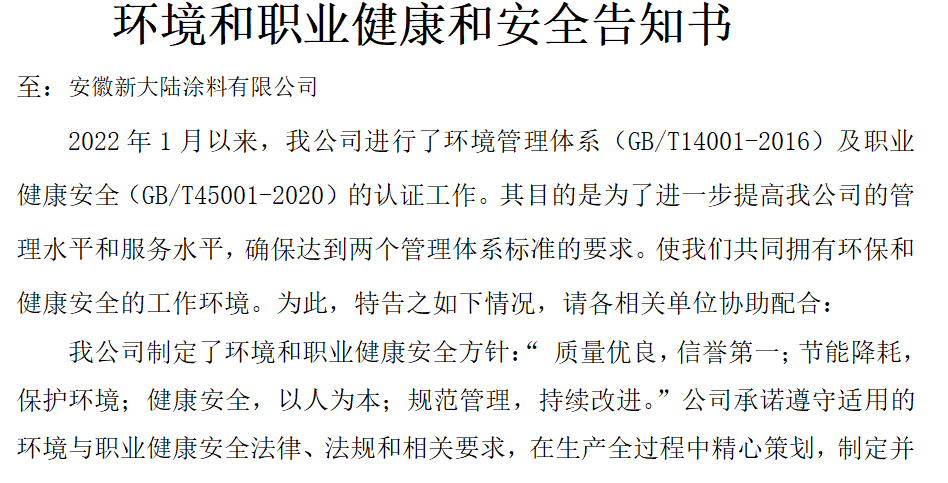 环境和职业健康和安全告知书
至：安徽新大陆涂料有限公司
2022年1月以来，我公司进行了环境管理体系（GB/T14001-2016）及职业
健康安全（GB/T45001-2020）的认证工作。其目的是为了进一步提高我公司的管
理水平和服务水平，确保达到两个管理体系标准的要求。使我们共同拥有环保和
健康安全的工作环境。为此，特告之如下情况，请各相关单位协助配合：
我公司制定了环境和职业健康安全方针：“ 质量优良，信誉第一；节能降耗，
保护环境；健康安全，以人为本；规范管理，持续改进。”公司承诺遵守适用的
环境与职业健康安全法律、法规和相关要求，在生产全过程中精心策划，制定并